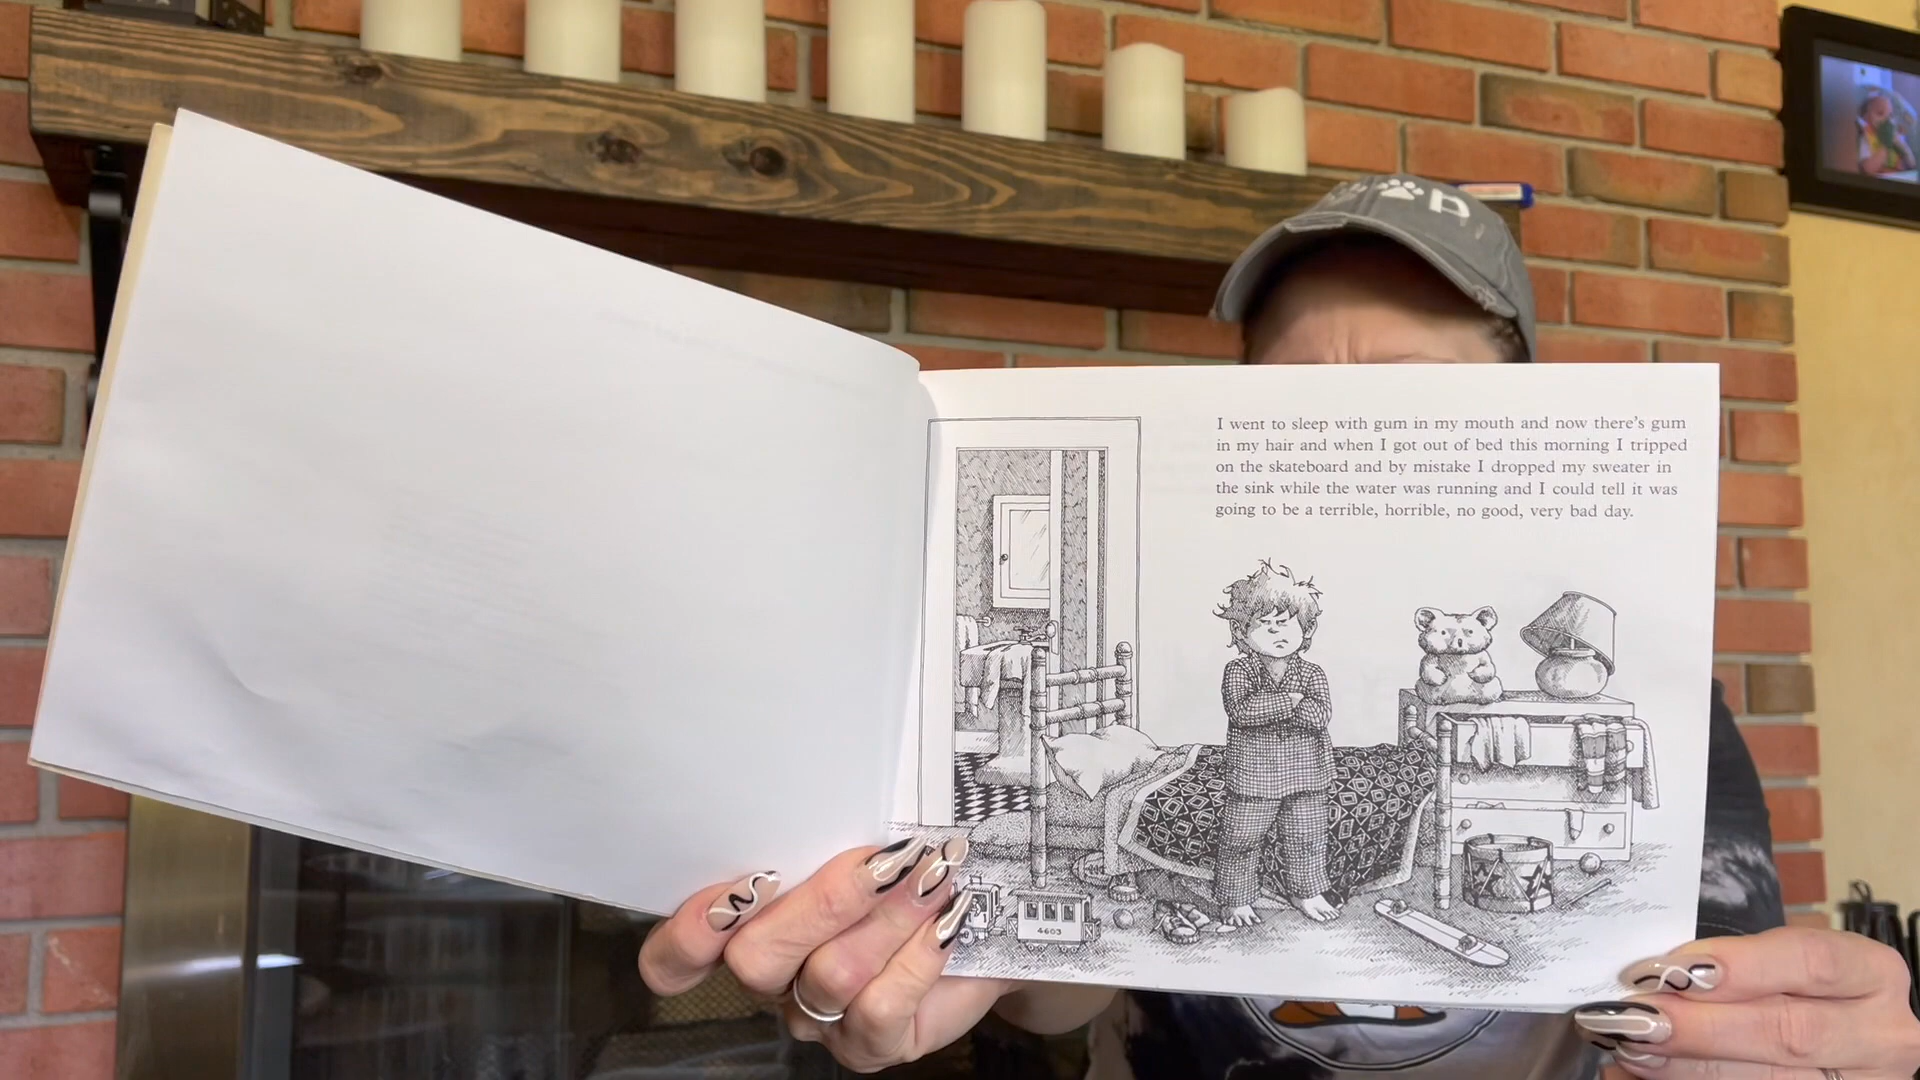 I went to sleep with gum in my mouth and now there's gum
in my hair and when I got out of bed this morning I tripped
on the skateboard and by mistake I dropped my sweater in
the sink while the water was running and I could tell it was
going to be a terrible, horrible, no good, very bad day.
4603